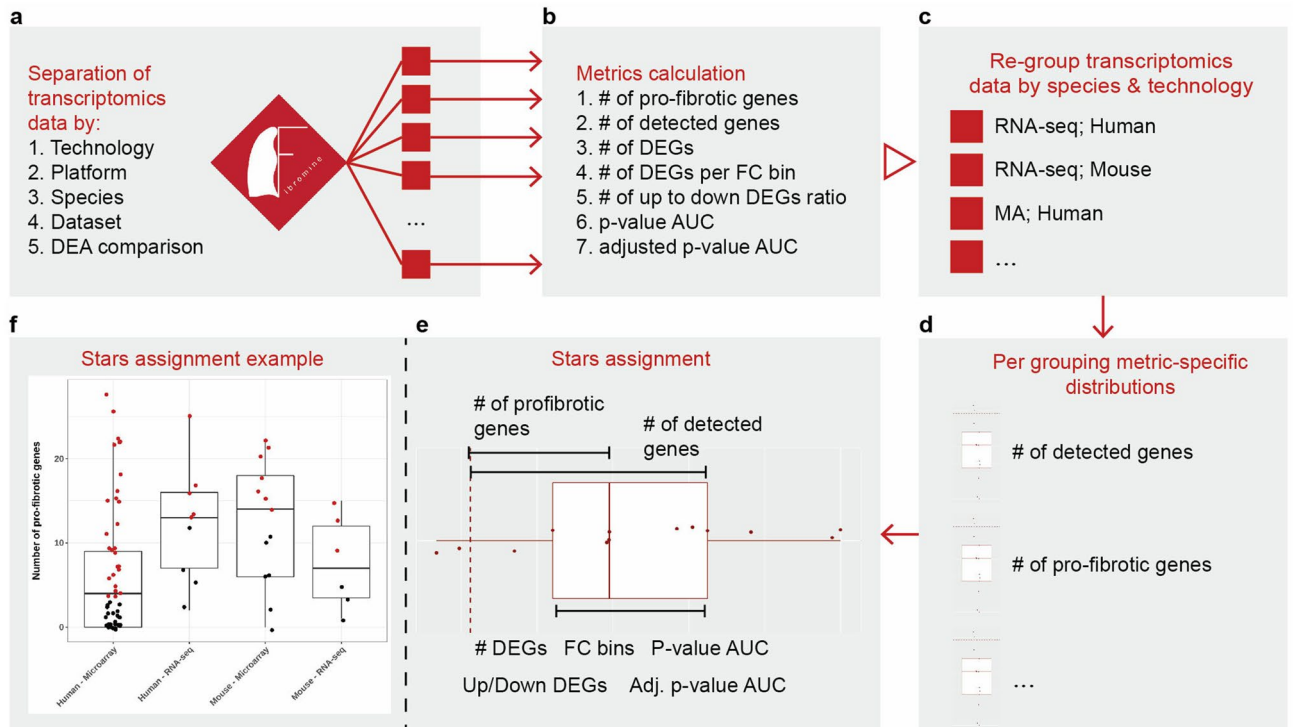 a
Separation of
transcriptomics
data by:
1. Technology
2. Platform
3. Species
4. Dataset
5. DEA comparison
F
ibromine
...
b
Metrics calculation
1. # of pro-fibrotic genes
2. # of detected genes
3. # of DEGs
4. # of DEGs per FC bin
5. # of up to down DEGs ratio
6. p-value AUC
7. adjusted p-value AUC
c
Re-group transcriptomics
data by species & technology
RNA-seq; Human
RNA-seq; Mouse
MA; Human
...
d
Per grouping metric-specific
distributions
# of detected genes
# of pro-fibrotic genes
...
e
Stars assignment
# of profibrotic
genes
# of detected
genes
# DEGs FC bins P-value AUC
Up/Down DEGs Adj. p-value AUC
f
Stars assignment example
Number of pro-fibrotic genes
20
10
0
Human - Microarray
Human - RNA-seq
Mouse - Microarray
Mouse - RNA-seq